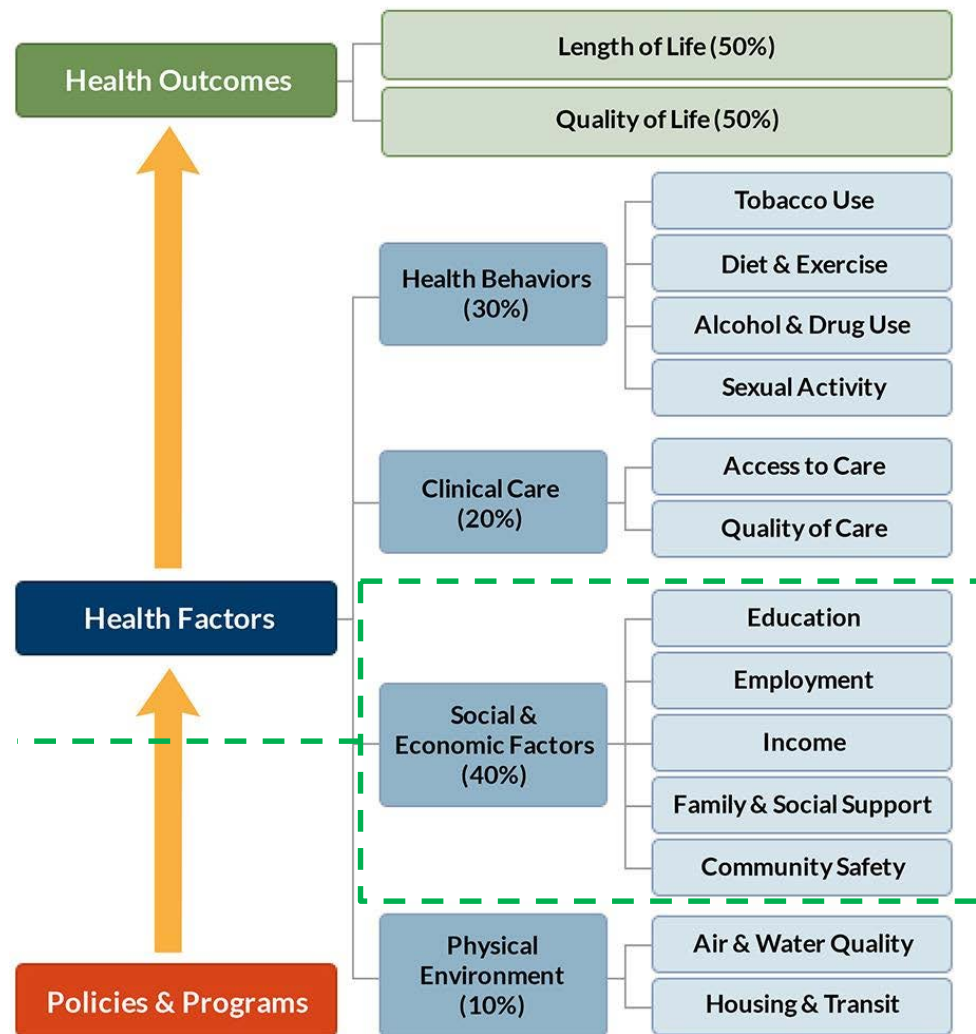 Health Outcomes
Length of Life (50%)
Quality of Life (50%)
Health Behaviors
(30%)
Tobacco Use
Diet & Exercise
Alcohol & Drug Use
Sexual Activity
Clinical Care
(20%)
Access to Care
Quality of Care
Health Factors
Social &
Economic Factors
(40%)
Education
Employment
Income
Family & Social Support
Community Safety
Physical
Environment
(10%)
Air & Water Quality
Housing & Transit
Policies & Programs